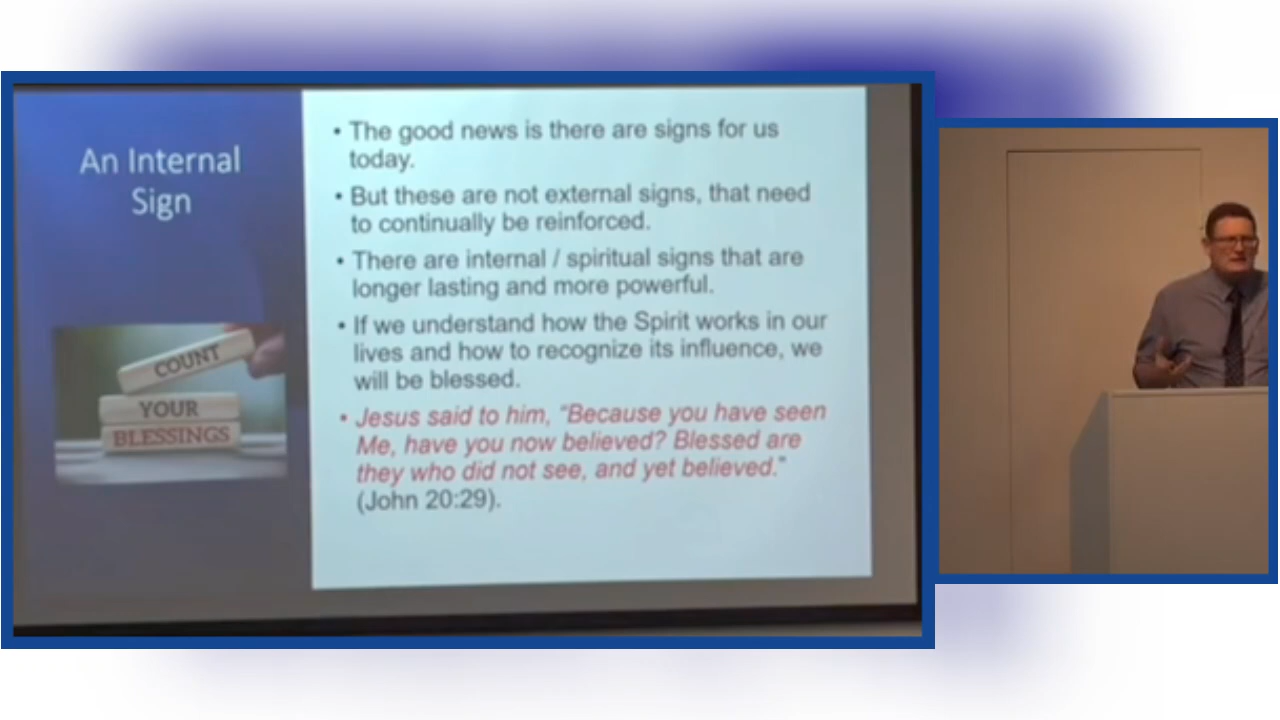 An Internal
Sign
COUNT
YOUR
BLESSINGS
• The good news is there are signs for us
today.
• But these are not external signs, that need
to continually be reinforced.
• There are internal / spiritual signs that are
longer lasting and more powerful.
• If we understand how the Spirit works in our
lives and how to recognize its influence, we
will be blessed.
• Jesus said to him, “Because you have seen
Me, have you now believed? Blessed are
they who did not see, and yet believed.”
(John 20:29).